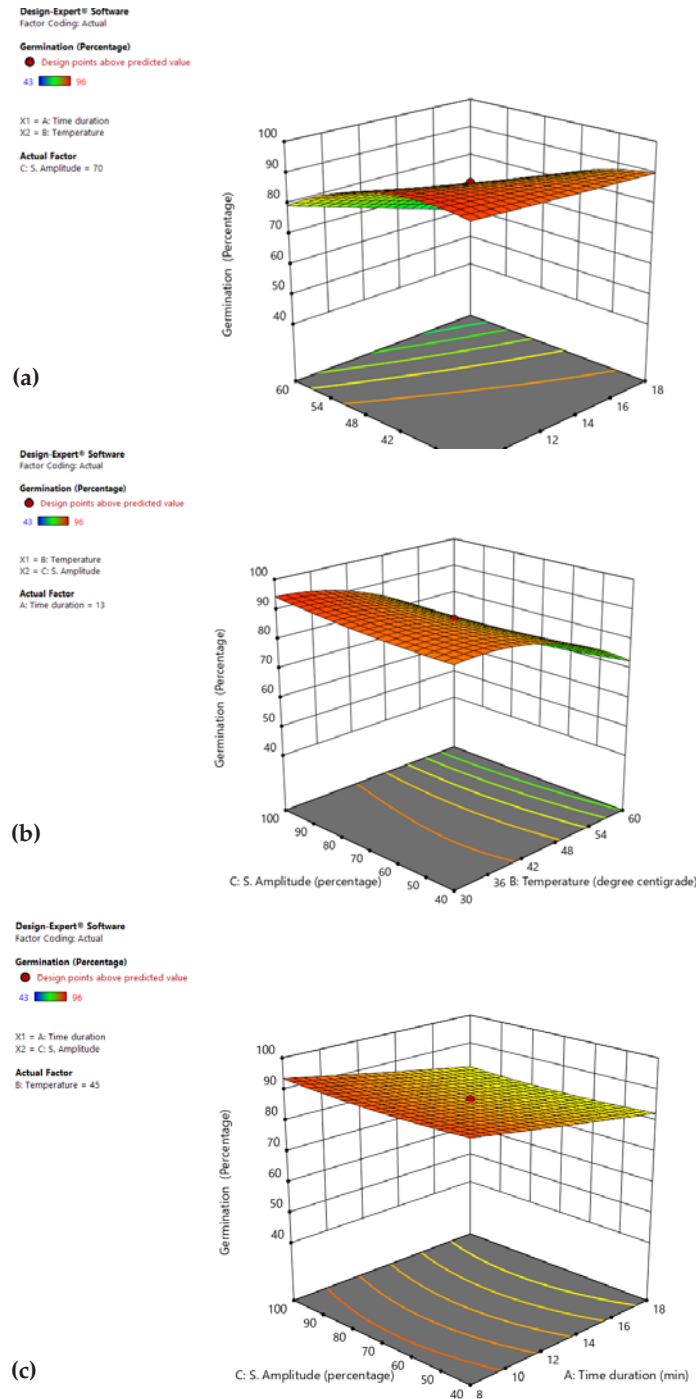 Design-Expert® Software
Factor Coding: Actual
Germination (Percentage)
Design points above predicted value
43 96
X1 = A: Time duration
X2 = B: Temperature
Actual Factor
C: S. Amplitude = 70
100
90
80
70
60
50
40
Germination (Percentage)
60
54
48
42
12
14
16
18
(a)
Design-Expert® Software
Factor Coding: Actual
Germination (Percentage)
Design points above predicted value
43 96
X1 = B: Temperature
X2 = C: S. Amplitude
Actual Factor
A: Time duration = 13
100
90
80
70
60
50
40
Germination (Percentage)
100
90
80
70
60
50
40
30
36
42
48
54
60
C: S. Amplitude (percentage)
B: Temperature (degree centigrade)
(b)
Design-Expert® Software
Factor Coding: Actual
Germination (Percentage)
Design points above predicted value
43 96
X1 = A: Time duration
X2 = C: S. Amplitude
Actual Factor
B: Temperature = 45
100
90
80
70
60
50
40
Germination (Percentage)
100
90
80
70
60
50
40
8
10
12
14
16
18
C: S. Amplitude (percentage)
A: Time duration (min)
(c)